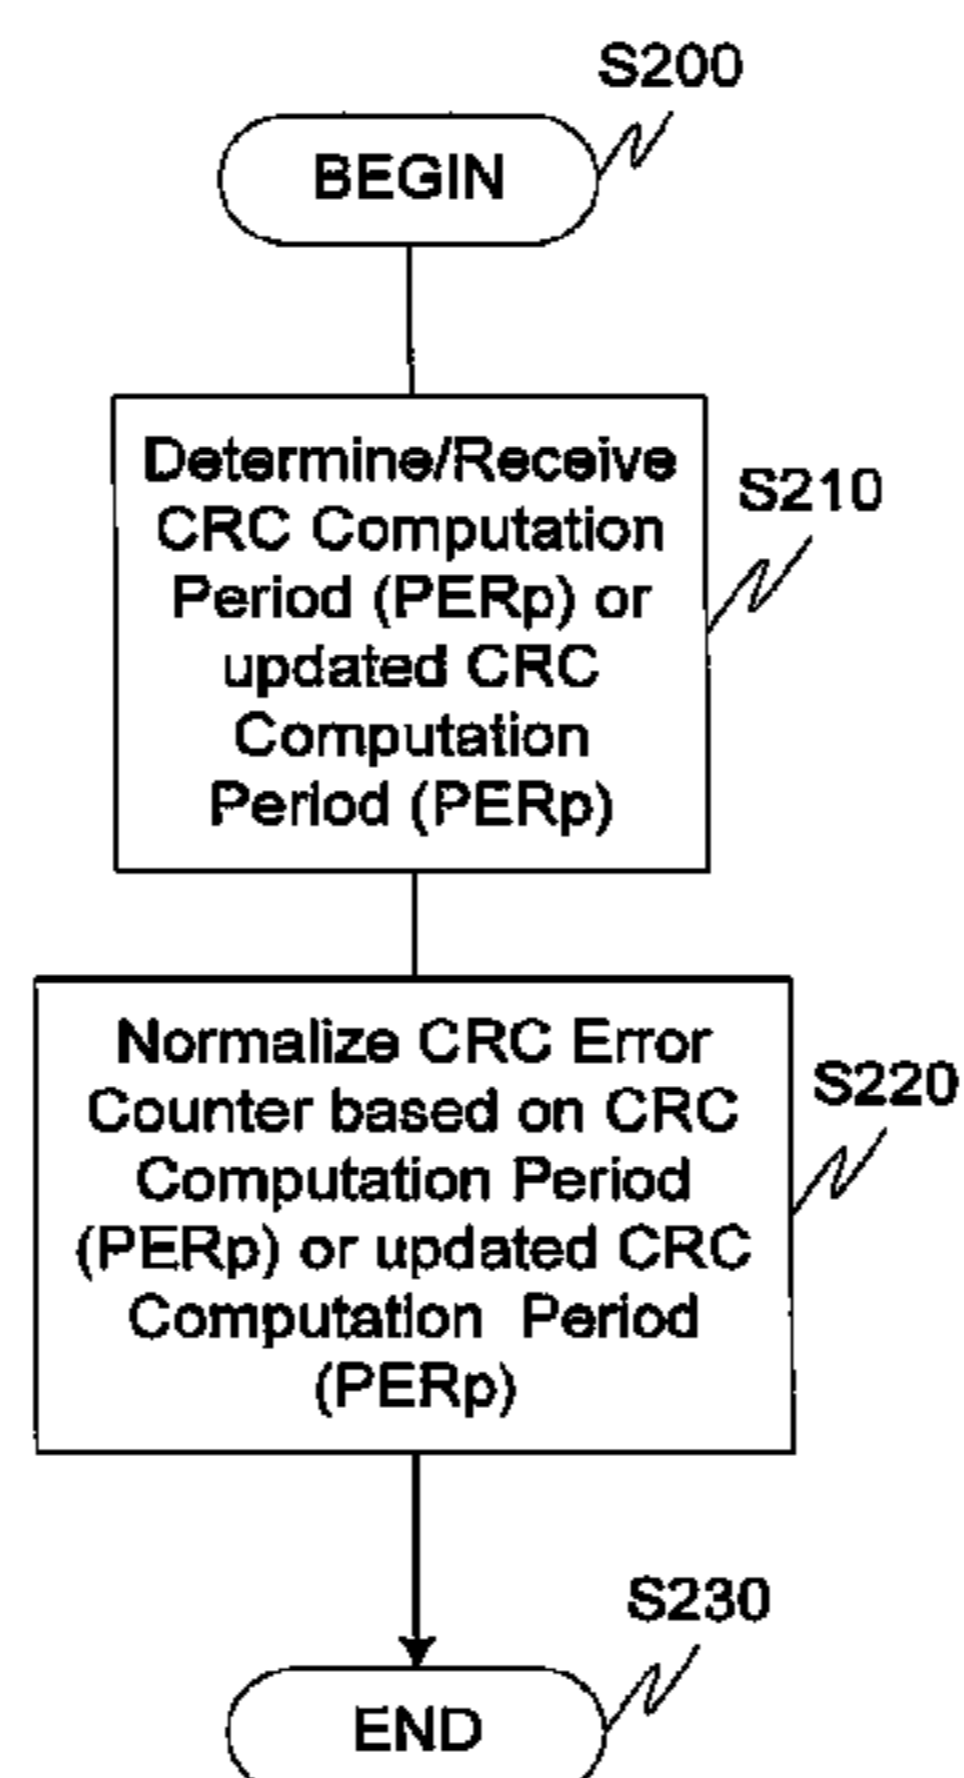 S200
BEGIN
Determine/Receive
CRC Computation
Period (PERp) or
updated CRC
Computation
Period (PERp)
S210
Normalize CRC Error
Counter based on CRC
Computation Period
(PERp) or updated CRC
Computation Period
(PERp)
S220
S230
END